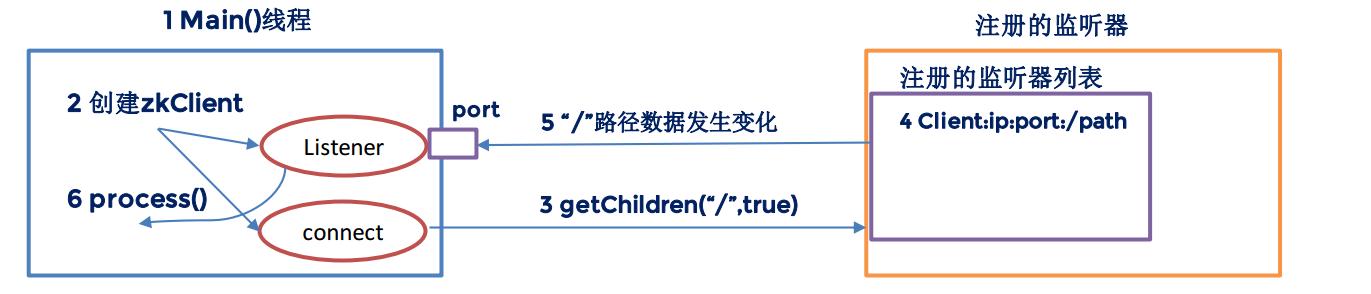 1 Main()线程
注册的监听器
注册的监听器列表
2 创建zkClient
port
5 “/”路径数据发生变化
4 Client:ip:port:/path
Listener
6 process()
3 getChildren(“/”,true)
connect